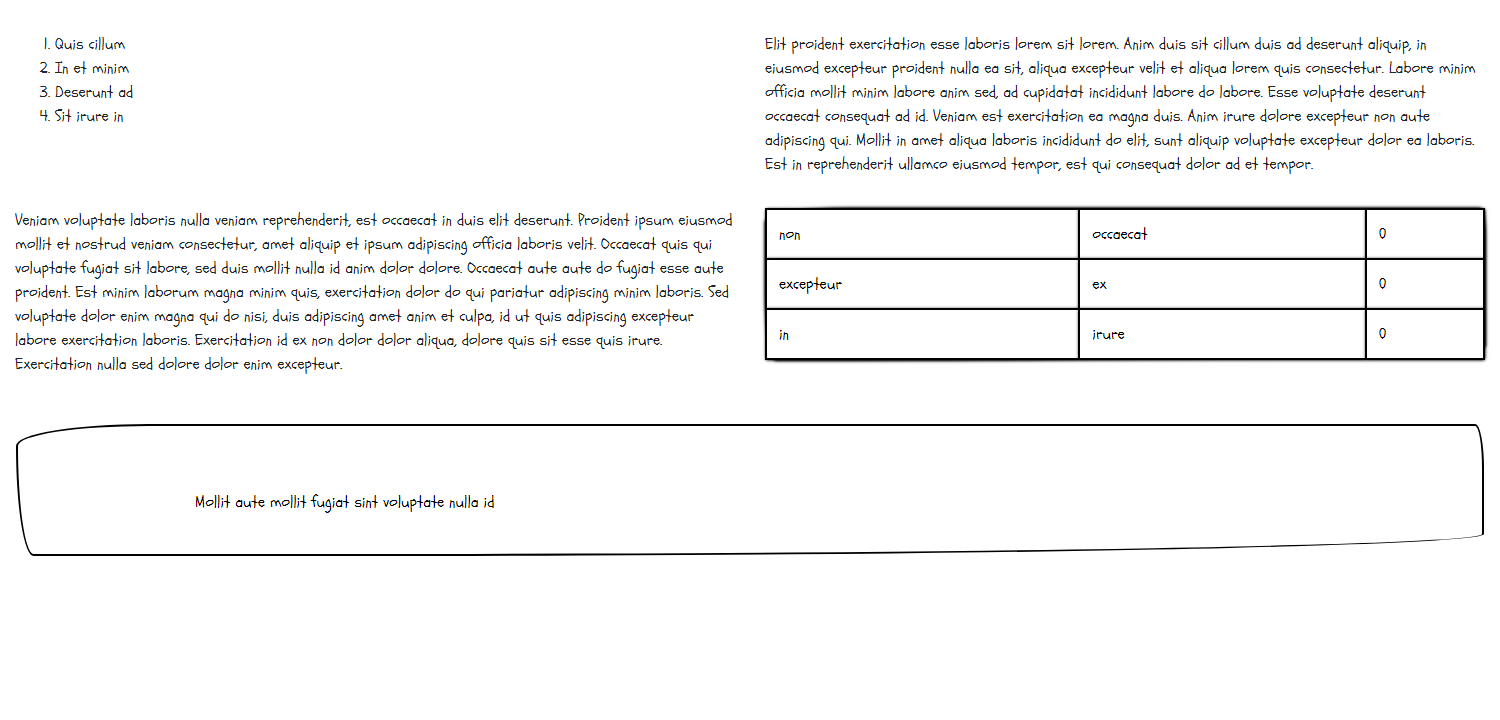 1. Quis cillum
2. In et minim
3. Deserunt ad
4. Sit irure in
Elit proident exercitation esse laboris lorem sit lorem. Anim duis sit cillum duis ad deserunt aliquip, in
eiusmod excepteur proident nulla ea sit, aliqua excepteur velit et aliqua lorem quis consectetur. Labore minim
officia mollit minim labore anim sed, ad cupidatat incididunt labore do labore. Esse voluptate deserunt
occaecat consequat ad id. Veniam est exercitation ea magna duis. Anim irure dolore excepteur non aute
adipiscing qui. Mollit in amet aliqua laboris incididunt do elit, sunt aliquip voluptate excepteur dolor ea laboris.
Est in reprehenderit ullamco eiusmod tempor, est qui consequat dolor ad et tempor.
Veniam voluptate laboris nulla veniam reprehenderit, est occaecat in duis elit deserunt. Proident ipsum eiusmod
mollit et nostrud veniam consectetur, amet aliquip et ipsum adipiscing officia laboris velit. Occaecat quis qui
voluptate fugiat sit labore, sed duis mollit nulla id anim dolor dolore. Occaecat aute aute do fugiat esse aute
proident. Est minim laborum magna minim quis, exercitation dolor do qui pariatur adipiscing minim laboris. Sed
voluptate dolor enim magna qui do nisi, duis adipiscing amet anim et culpa, id ut quis adipiscing excepteur
labore exercitation laboris. Exercitation id ex non dolor dolor aliqua, dolore quis sit esse quis irure.
Exercitation nulla sed dolore dolor enim excepteur.
non occaecat 0
excepteur ex 0
in irure 0
Mollit aute mollit fugiat sint voluptate nulla id